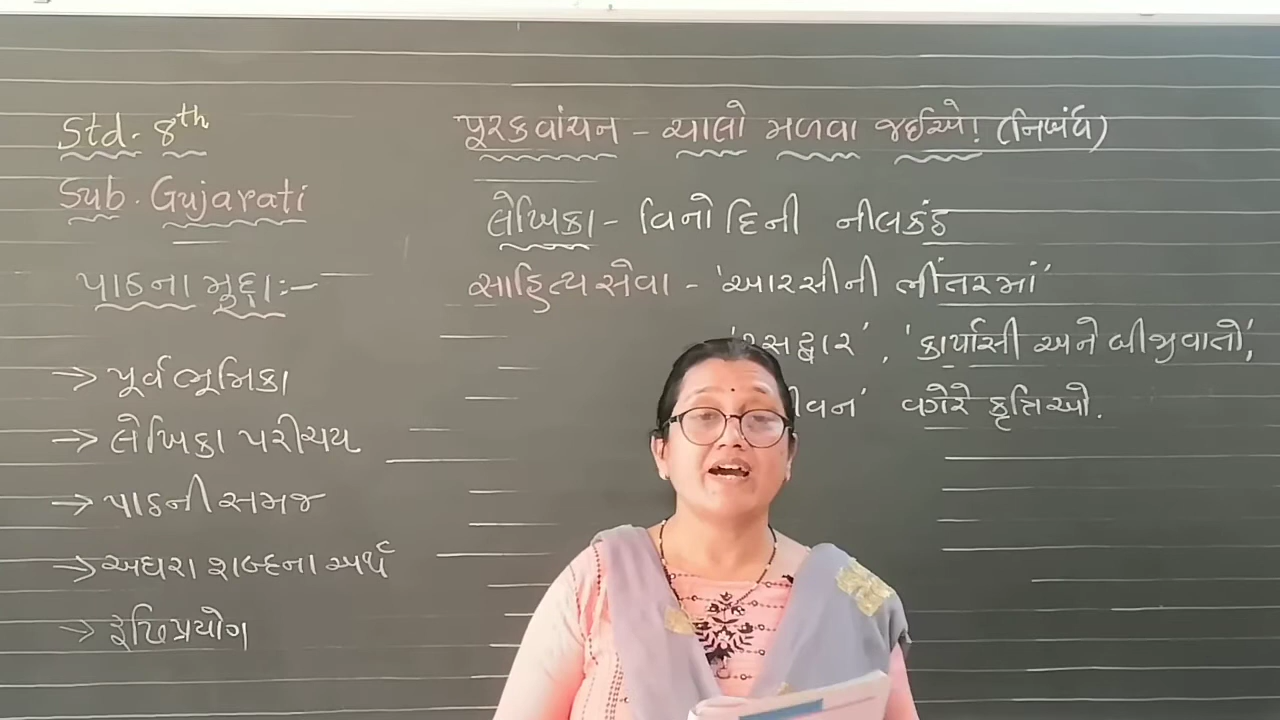 Std. 8th
Sub. Gujarati
પાઠના મુદ્દા:-
→ પૂર્વભૂમિકા
→ લેખિકા પરીચય
→ પાઠની સમજ
→ અઘરા શબ્દના અર્થ
→ રૂઢિપ્રયોગ
પૂરકવાંચન - ચાલો મળવા જઈએ! (નિબંધ)
લેખિકા - વિનોદિની નીલકંઠ
સાહિત્યસેવા - 'આરસીની ભીંતરમાં'
'રસદ્વાર', 'કાર્પાસી અને બીજીવાતો',
વગેરે કૃતિઓ.